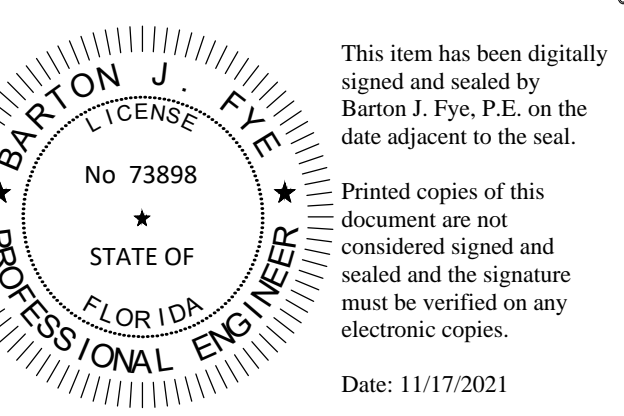 BARTON J. FYE
LICENSE
No 73898
STATE OF
FLORIDA
PROFESSIONAL ENGINEER
This item has been digitally
signed and sealed by
Barton J. Fye, P.E. on the
date adjacent to the seal.
Printed copies of this
document are not
considered signed and
sealed and the signature
must be verified on any
electronic copies.
Date: 11/17/2021